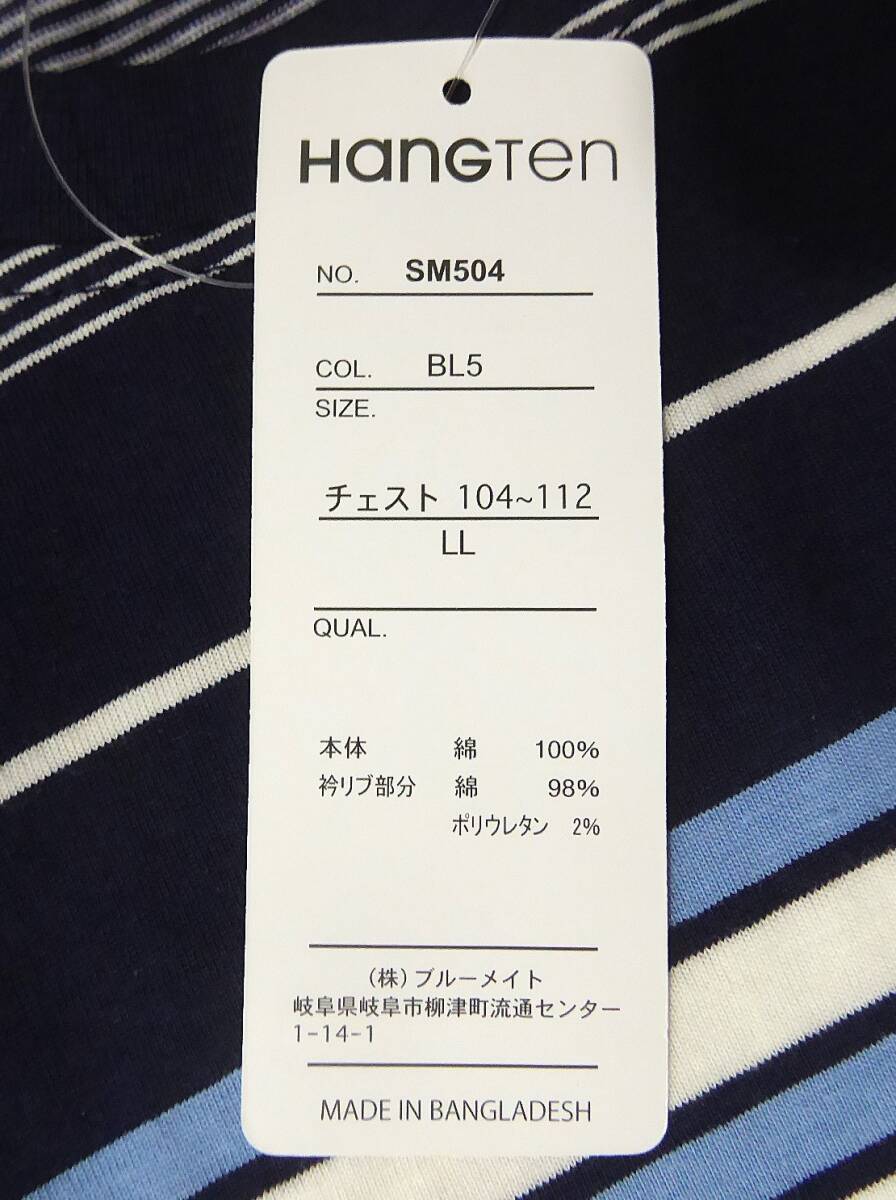 HangTen
NO. SM504
COL. BL5
SIZE.
チェスト 104~112
LL
QUAL.
本体 綿 100%
衿リブ部分 綿 98%
ポリウレタン 2%
(株)ブルーメイト
岐阜県岐阜市柳津町流通センター
1-14-1
MADE IN BANGLADESH